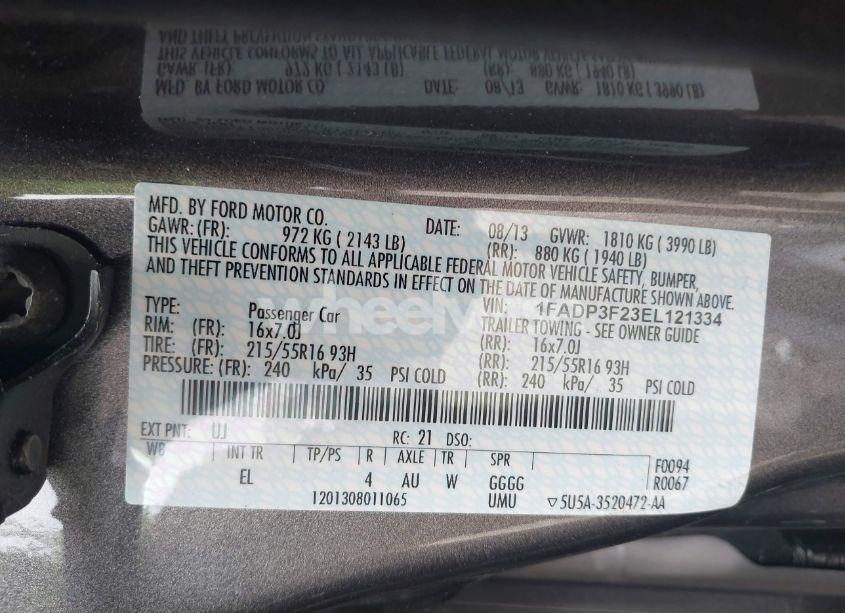 MFD. BY FORD MOTOR CO. DATE: 08/13 GVWR: 1810 KG ( 3990 LB)
GAWR: (FR): 972 KG ( 2143 LB) (RR): 880 KG ( 1940 LB)
THIS VEHICLE CONFORMS TO ALL APPLICABLE FEDERAL MOTOR VEHICLE SAFETY, BUMPER,
AND THEFT PREVENTION STANDARDS IN EFFECT ON THE DATE OF MANUFACTURE SHOWN ABOVE.
VIN: 1FADP3F23EL121334
TYPE: Passenger Car TRAILER TOWING - SEE OWNER GUIDE
RIM: (FR): 16x7.0J (RR): 16x7.0J
TIRE: (FR): 215/55R16 93H (RR): 215/55R16 93H
PRESSURE: (FR): 240 kPa/ 35 PSI COLD (RR): 240 kPa/ 35 PSI COLD
EXT PNT: UJ RC: 21 DSO:
WB INT TR TP/PS R AXLE TR SPR F0094
EL 4 AU W GGGG R0067
1201308011065 UMU ▽5U5A-3520472-AA